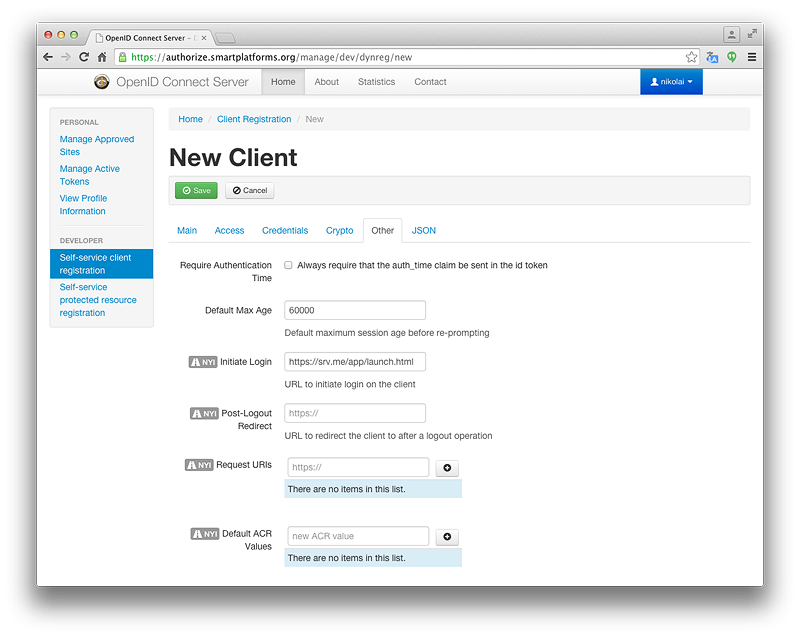 OpenID Connect Server –
https://authorize.smartplatforms.org/manage/dev/dynreg/new
OpenID Connect Server
Home
About
Statistics
Contact
nikolai
PERSONAL
Manage Approved
Sites
Manage Active
Tokens
View Profile
Information
DEVELOPER
Self-service client
registration
Self-service
protected resource
registration
Home / Client Registration / New
New Client
Save
Cancel
Main
Access
Credentials
Crypto
Other
JSON
Require Authentication
Time
Always require that the auth_time claim be sent in the id token
Default Max Age
60000
Default maximum session age before re-prompting
NYI Initiate Login
https://srv.me/app/launch.html
URL to initiate login on the client
NYI Post-Logout
Redirect
https://
URL to redirect the client to after a logout operation
NYI Request URIs
https://
There are no items in this list.
NYI Default ACR
Values
new ACR value
There are no items in this list.